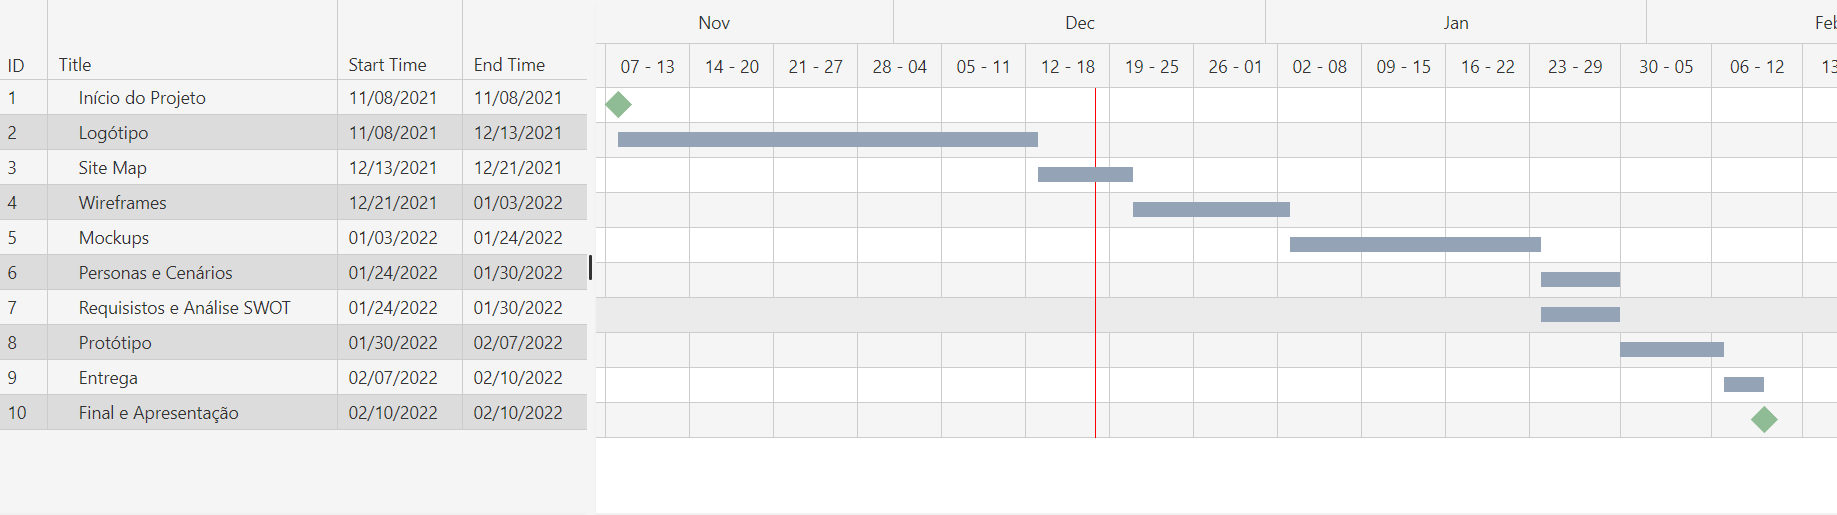 Nov Dec Jan Feb
ID Title Start Time End Time 07 - 13 14 - 20 21 - 27 28 - 04 05 - 11 12 - 18 19 - 25 26 - 01 02 - 08 09 - 15 16 - 22 23 - 29 30 - 05 06 - 12 13
1 Início do Projeto 11/08/2021 11/08/2021
2 Logótipo 11/08/2021 12/13/2021
3 Site Map 12/13/2021 12/21/2021
4 Wireframes 12/21/2021 01/03/2022
5 Mockups 01/03/2022 01/24/2022
6 Personas e Cenários 01/24/2022 01/30/2022
7 Requisistos e Análise SWOT 01/24/2022 01/30/2022
8 Protótipo 01/30/2022 02/07/2022
9 Entrega 02/07/2022 02/10/2022
10 Final e Apresentação 02/10/2022 02/10/2022